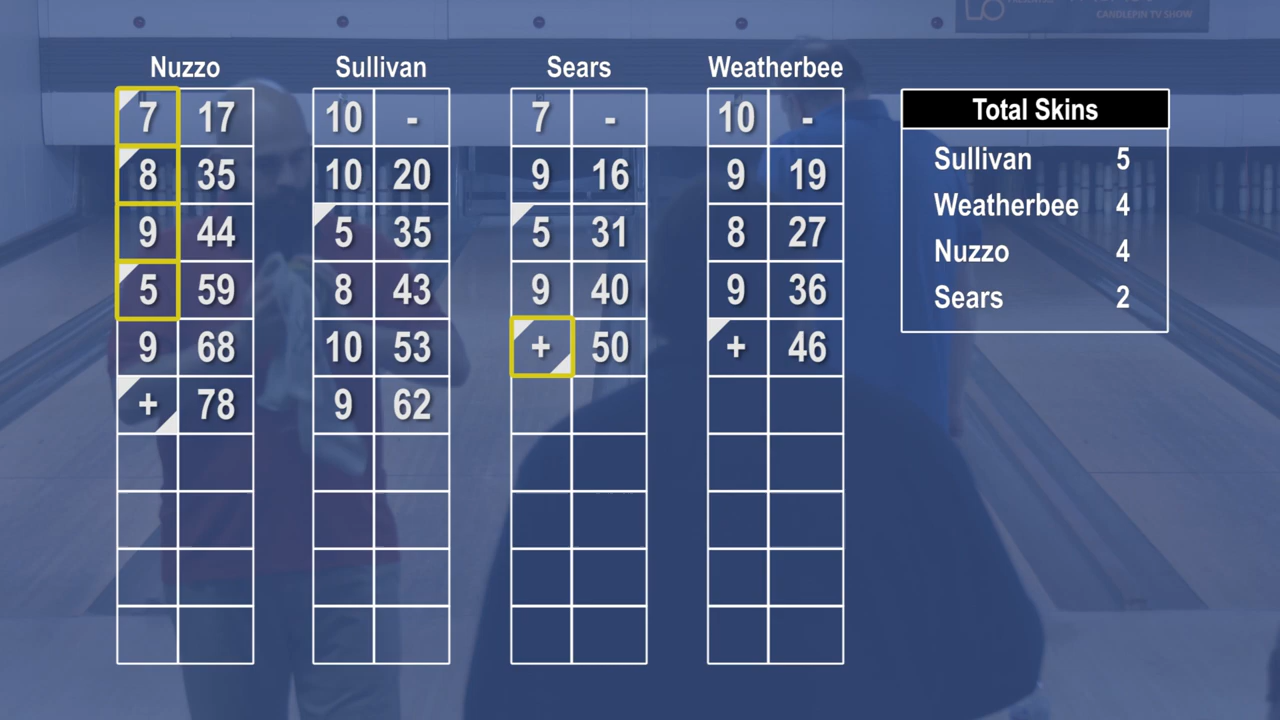 CANDLEPIN TV SHOW
Nuzzo Sullivan Sears Weatherbee
7 17 10 - 7 - 10 - Total Skins
8 35 10 20 9 16 9 19 Sullivan 5
9 44 5 35 5 31 8 27 Weatherbee 4
5 59 8 43 9 40 9 36 Nuzzo 4
9 68 10 53 + 50 + 46 Sears 2
+ 78 9 62